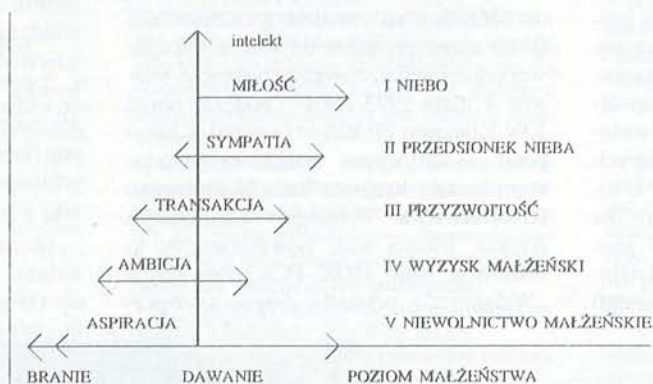 intelekt
MIŁOŚĆ I NIEBO
SYMPATIA II PRZEDSIONEK NIEBA
TRANSAKCJA III PRZYZWOITOŚĆ
AMBICJA IV WYZYSK MAŁŻEŃSKI
ASPIRACJA V NIEWOLNICTWO MAŁŻEŃSKIE
BRANIE DAWANIE POZIOM MAŁŻEŃSTWA